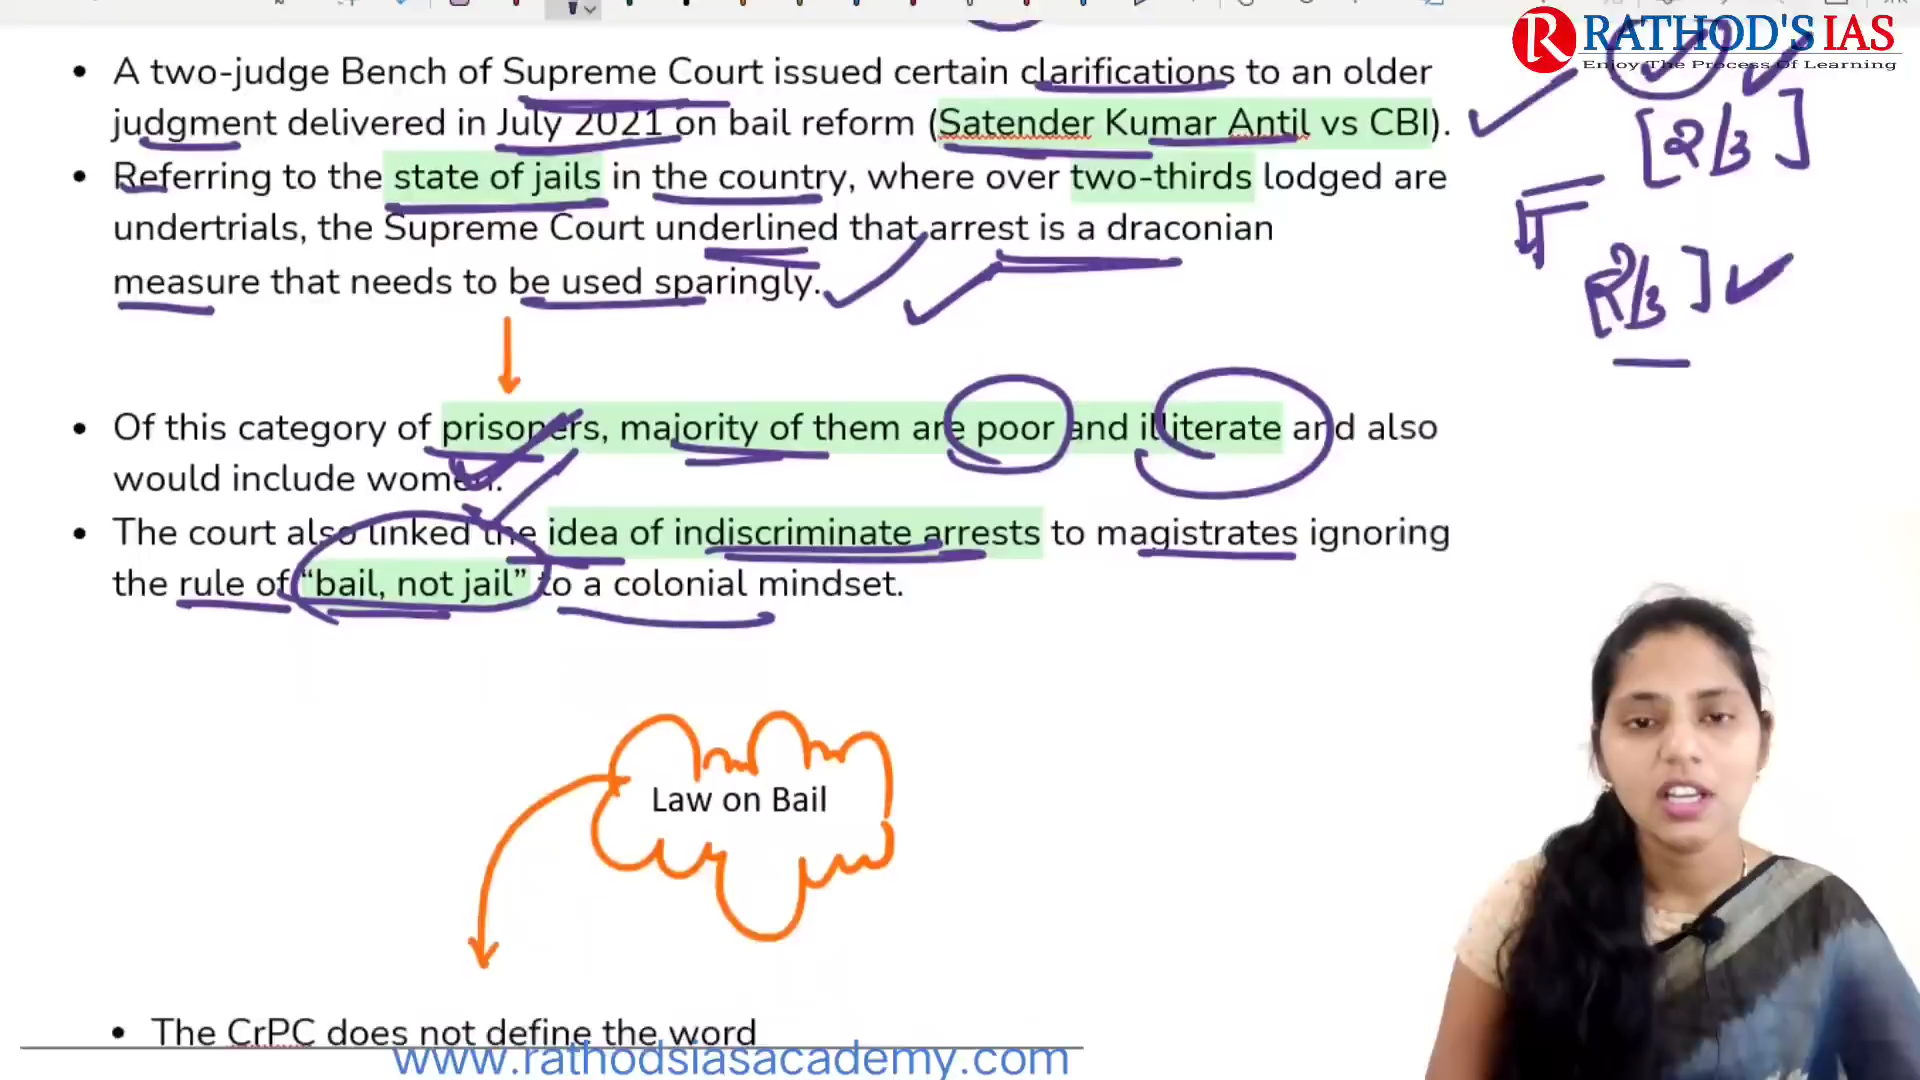 RATHOD'S IAS
Enjoy The Process Of Learning
• A two-judge Bench of Supreme Court issued certain clarifications to an older
judgment delivered in July 2021 on bail reform (Satender Kumar Antil vs CBI).
[2/3]
• Referring to the state of jails in the country, where over two-thirds lodged are
undertrials, the Supreme Court underlined that arrest is a draconian
measure that needs to be used sparingly.
[2/3]
• Of this category of prisoners, majority of them are poor and illiterate and also
would include women.
• The court also linked the idea of indiscriminate arrests to magistrates ignoring
the rule of “bail, not jail” to a colonial mindset.
Law on Bail
• The CrPC does not define the word
www.rathodsiasacademy.com